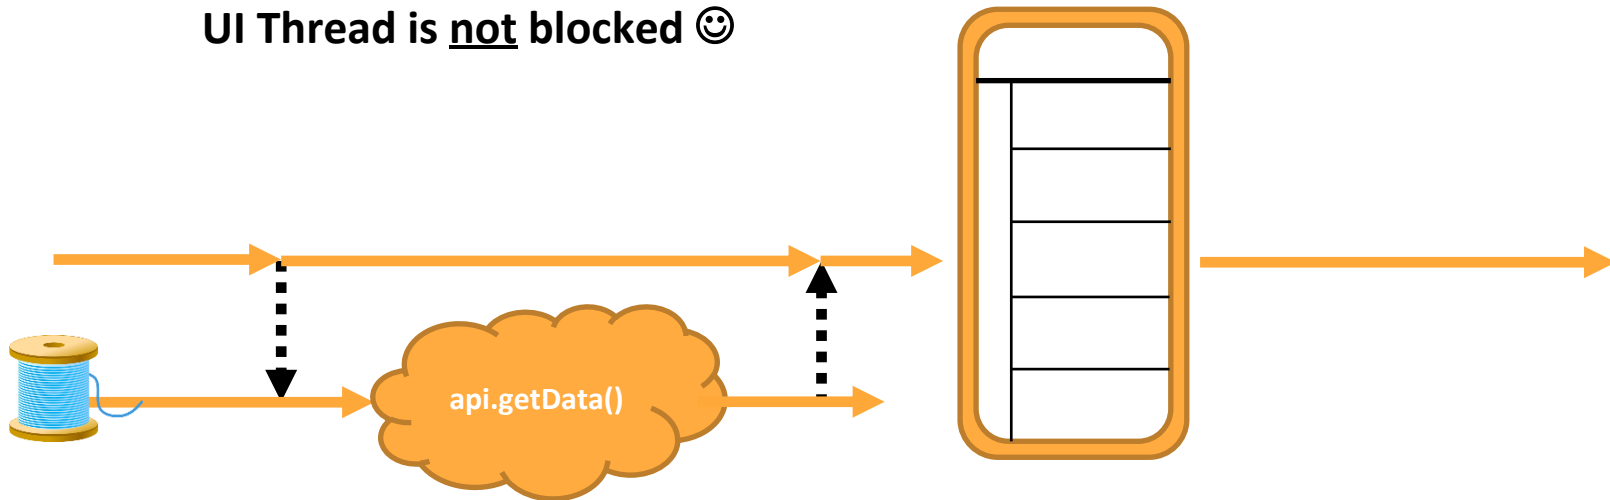 UI Thread is not blocked ☺
api.getData()